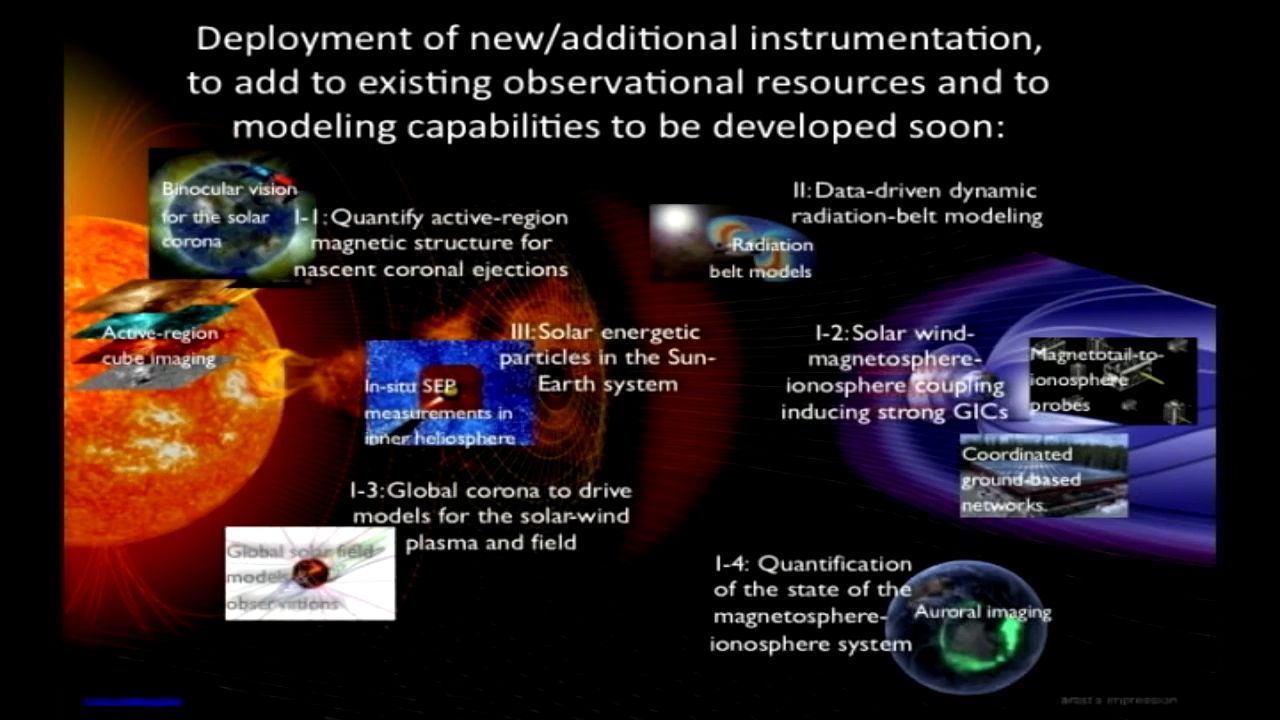 Deployment of new/additional instrumentation,
to add to existing observational resources and to
modeling capabilities to be developed soon:
Binocular vision
for the solar
corona
I-1:Quantify active-region
magnetic structure for
nascent coronal ejections
II:Data-driven dynamic
radiation-belt modeling
Radiation
belt models
Active-region
cube imaging
III:Solar energetic
particles in the Sun-
Earth system
In-situ SEP
measurements in
inner heliosphere
I-2:Solar wind-
magnetosphere-
ionosphere coupling
inducing strong GICs
Magnetotail-to-
ionosphere
probes
Coordinated
ground-based
networks.
I-3:Global corona to drive
models for the solar-wind
plasma and field
Global solar field
models &
observations
I-4: Quantification
of the state of the
magnetosphere-
ionosphere system
Auroral imaging
artist's impression